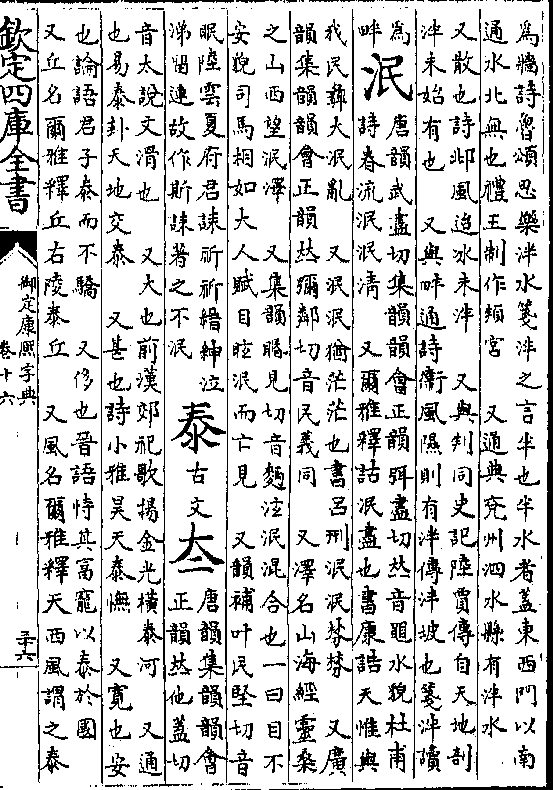 為牆詩魯頌思樂泮水箋泮之言半也半水者蓋東西門以南
通水北無也禮王制作頖宮 又通典兗州泗水縣有泮水
又散也詩邶風迨冰未泮 又與判同史記陸賈傳自天地剖
泮未始有也 又與畔通詩衛風隰則有泮傳泮坡也箋泮讀
為
畔
泯
唐韻武盡切集韻韻會正韻弭盡切𠀤音黽水貌杜甫
詩春流泯泯清 又爾雅釋詁泯盡也書康誥天惟與
我民彝大泯亂 又泯泯猶茫茫也書呂刑泯泯棼棼 又廣
韻集韻韻會正韻𠀤彌鄰切音民義同 又澤名山海經靈桑
之山西望泯澤 又集韻眠見切音麪泫泯混合也一曰目不
安貌司馬相如大人賦目眩泯而亡見 又韻補叶民堅切音
眠陸雲夏府君誄祈祈縉紳泣
涕閒連故作斯誄著之不泯
泰 古文 夳
唐韻集韻韻會
正韻𠀤他蓋切
音太說文滑也 又大也前漢郊祀歌揚金光橫泰河 又通
也易泰卦天地交泰 又甚也詩小雅昊天泰憮 又寬也安
也論語君子泰而不驕 又侈也晉語恃其富寵以泰於國
又丘名爾雅釋丘右陵泰丘 又風名爾雅釋天西風謂之泰
欽定四庫全書
御定康熙字典
卷十六